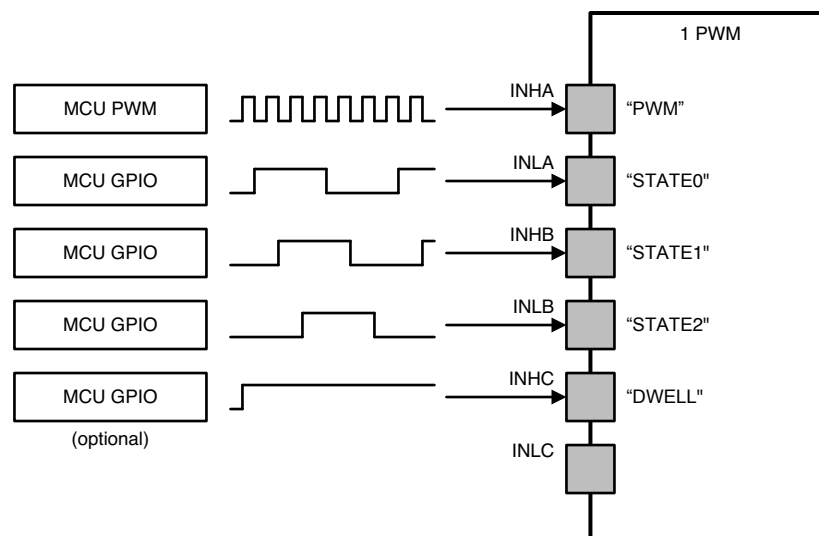 1 PWM
MCU PWM
INHA
“PWM”
MCU GPIO
INLA
“STATE0"
MCU GPIO
INHB
“STATE1"
MCU GPIO
INLB
“STATE2"
MCU GPIO
INHC
“DWELL"
(optional)
INLC